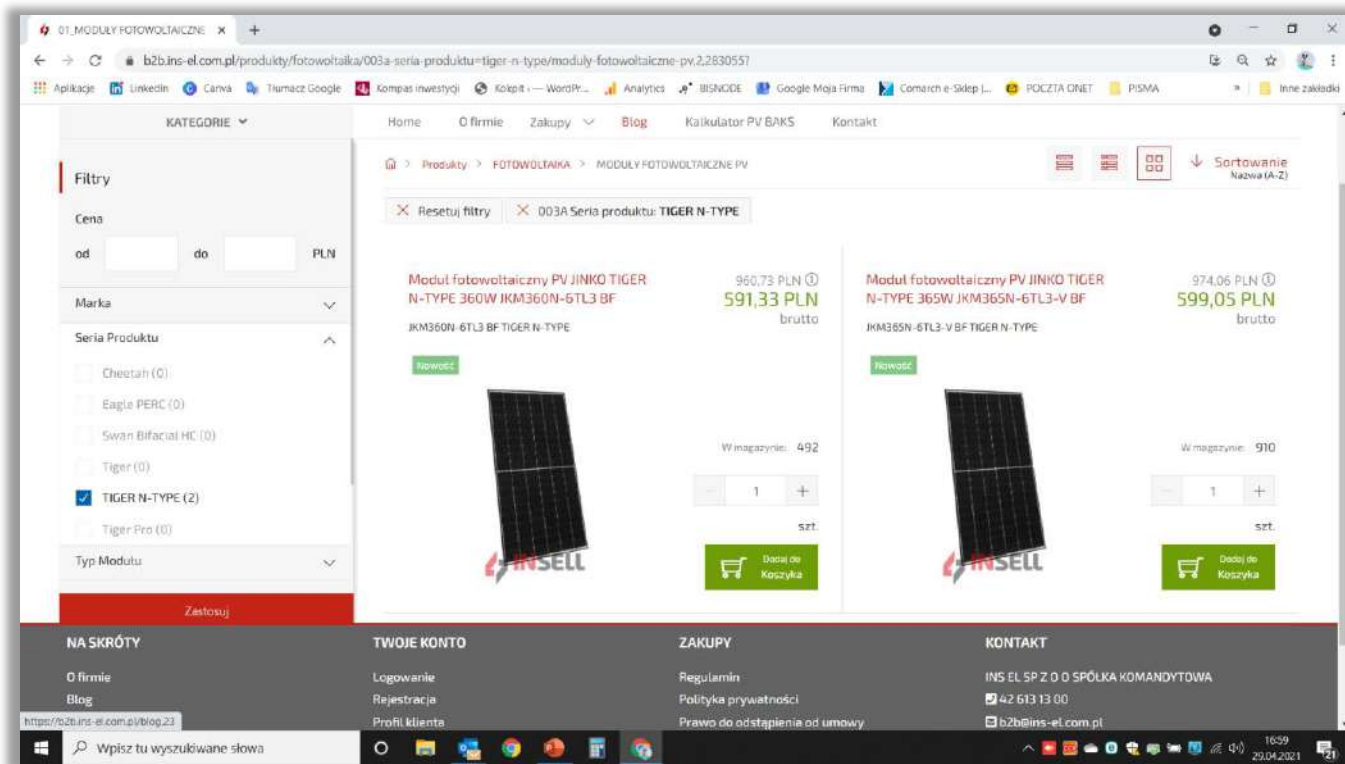 01_MODUŁY FOTOWOLTAICZNE
b2b.ins-el.com.pl/produkty/fotowoltaika/003a-seria-produktu=tiger-n-type/moduly-fotowoltaiczne-pv,2,28305?
Aplikacje LinkedIn Canva Tłumacz Google Kompas inwestycji Kokpit ‹ — WordPr... Analytics BISNODE Google Moja Firma Comarch e-Sklep |... POCZTA ONET PISMA » Inne zakładki
KATEGORIE Home O firmie Zakupy Blog Kalkulator PV BAKS Kontakt
Produkty > FOTOWOLTAIKA > MODUŁY FOTOWOLTAICZNE PV
Sortowanie
Nazwa (A-Z)
Filtry
Resetuj filtry 003A Seria produktu: TIGER N-TYPE
Cena
od do PLN
Marka
Seria Produktu
Cheetah (0)
Eagle PERC (0)
Swan Bifacial HC (0)
Tiger (0)
TIGER N-TYPE (2)
Tiger Pro (0)
Typ Modułu
Zastosuj
Moduł fotowoltaiczny PV JINKO TIGER
N-TYPE 360W JKM360N-6TL3 BF
960,73 PLN
591,33 PLN
brutto
JKM360N-6TL3 BF TIGER N-TYPE
Nowość
W magazynie: 492
1
szt.
INSELL
Dodaj do
Koszyka
Moduł fotowoltaiczny PV JINKO TIGER
N-TYPE 365W JKM365N-6TL3-V BF
974,06 PLN
599,05 PLN
brutto
JKM365N-6TL3-V BF TIGER N-TYPE
Nowość
W magazynie: 910
1
szt.
INSELL
Dodaj do
Koszyka
NA SKRÓTY
O firmie
Blog
TWOJE KONTO
Logowanie
Rejestracja
Profil klienta
ZAKUPY
Regulamin
Polityka prywatności
Prawo do odstąpienia od umowy
KONTAKT
INS EL SP Z O O SPÓŁKA KOMANDYTOWA
42 613 13 00
b2b@ins-el.com.pl
https://b2b.ins-el.com.pl/blog,23
Wpisz tu wyszukiwane słowa
16:59
29.04.2021
21